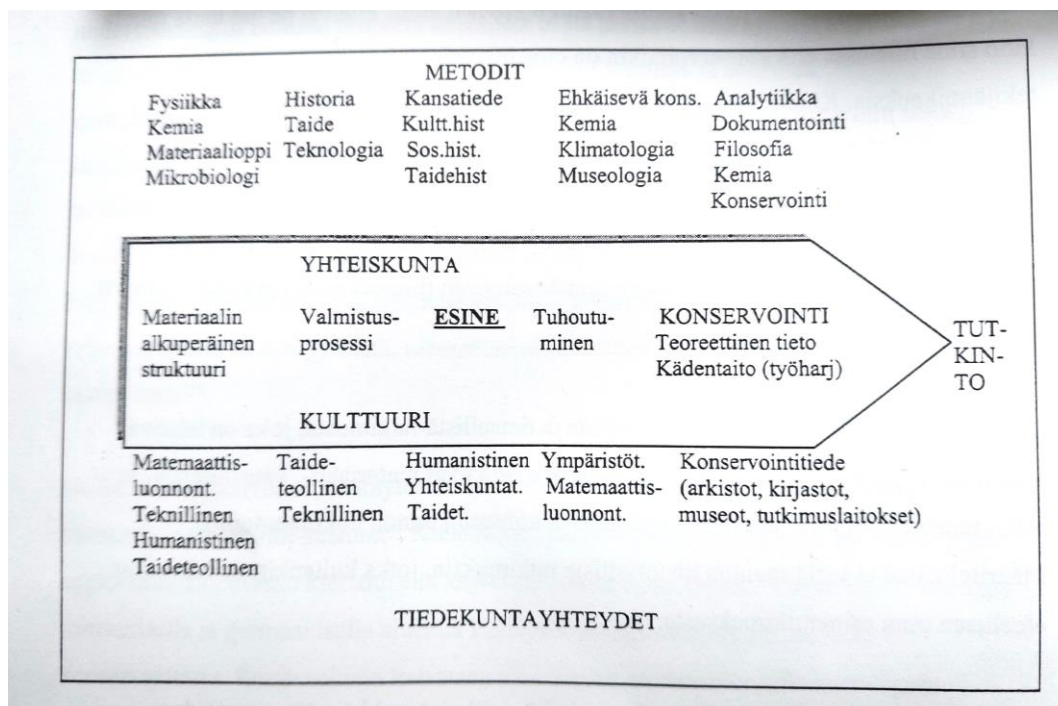 METODIT
Fysiikka Historia Kansatiede Ehkäisevä kons. Analytiikka
Kemia Taide Kultt.hist Kemia Dokumentointi
Materiaalioppi Teknologia Sos.hist. Klimatologia Filosofia
Mikrobiologi Taidehist Museologia Kemia
Konservointi
YHTEISKUNTA
Materiaalin Valmistus- ESINE Tuhoutu- KONSERVOINTI
alkuperäinen prosessi minen Teoreettinen tieto
struktuuri Kädentaito (työharj)
TUT-
KIN-
TO
KULTTUURI
Matemaattis- Taide- Humanistinen Ympäristöt. Konservointitiede
luonnont. teollinen Yhteiskuntat. Matemaattis- (arkistot, kirjastot,
Teknillinen Teknillinen Taidet. luonnont. museot, tutkimuslaitokset)
Humanistinen
Taideteollinen
TIEDEKUNTAYHTEYDET